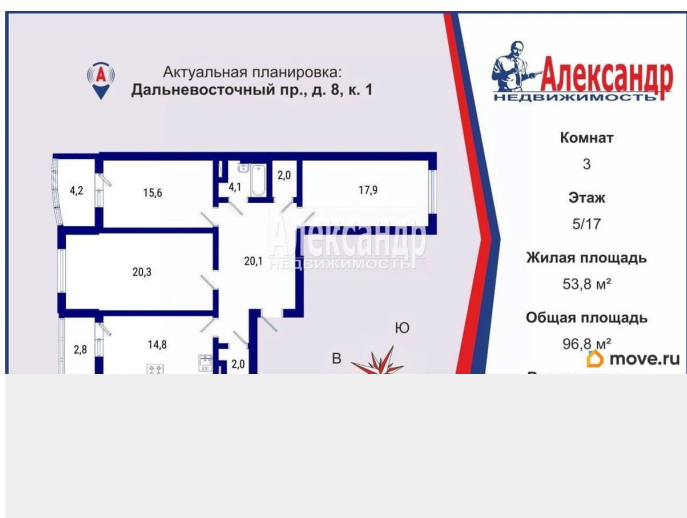 Актуальная планировка:
Дальневосточный пр., д. 8, к. 1
Александр
НЕДВИЖИМОСТЬ
Комнат
3
Этаж
5/17
Жилая площадь
53,8 м²
Общая площадь
96,8 м²
move.ru
4,2
15,6
4,1
2,0
17,9
20,3
20,1
Александр
НЕДВИЖИМОСТЬ
2,8
14,8
2,0
Ю
В